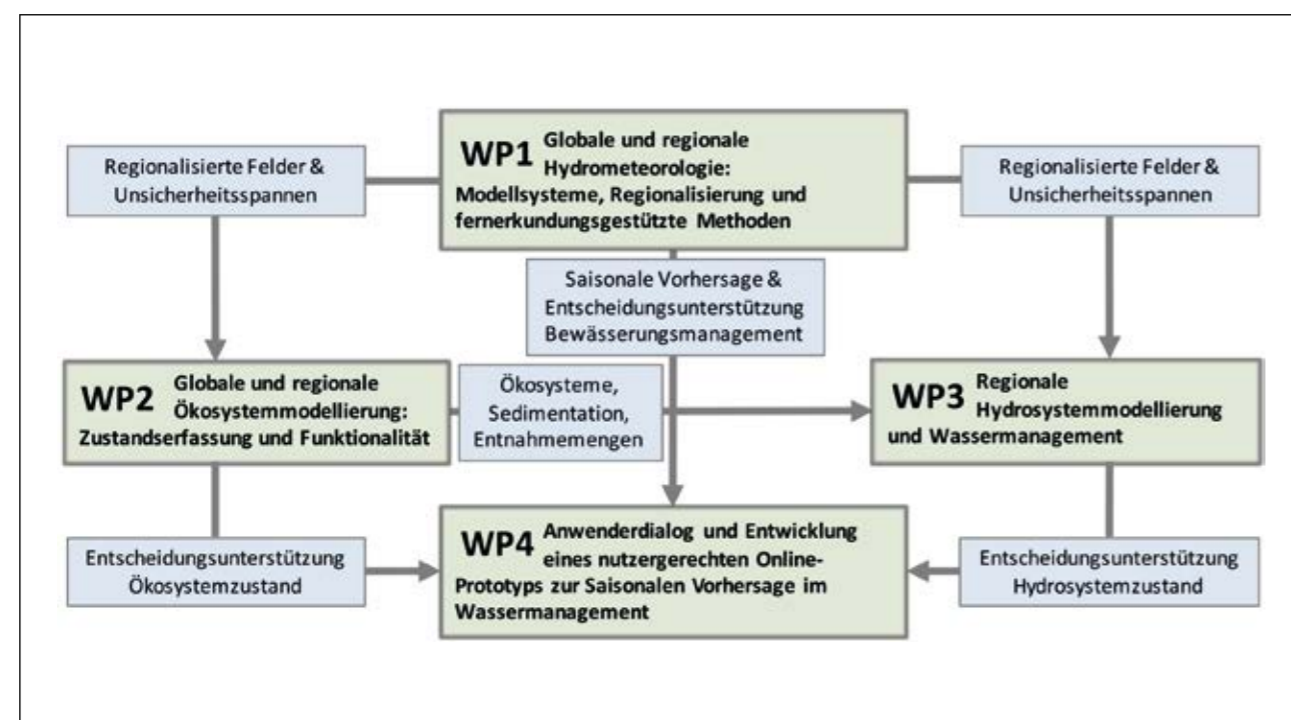 WP1 Globale und regionale
Hydrometeorologie:
Modellsysteme, Regionalisierung und
fernerkundungsgestützte Methoden
Regionalisierte Felder &
Unsicherheitsspannen
Regionalisierte Felder &
Unsicherheitsspannen
Saisonale Vorhersage &
Entscheidungsunterstützung
Bewässerungsmanagement
WP2 Globale und regionale
Ökosystemmodellierung:
Zustandserfassung und Funktionalität
Ökosysteme,
Sedimentation,
Entnahmemengen
WP3 Regionale
Hydrosystemmodellierung
und Wassermanagement
Entscheidungsunterstützung
Ökosystemzustand
WP4 Anwenderdialog und Entwicklung
eines nutzergerechten Online-
Prototyps zur Saisonalen Vorhersage im
Wassermanagement
Entscheidungsunterstützung
Hydrosystemzustand